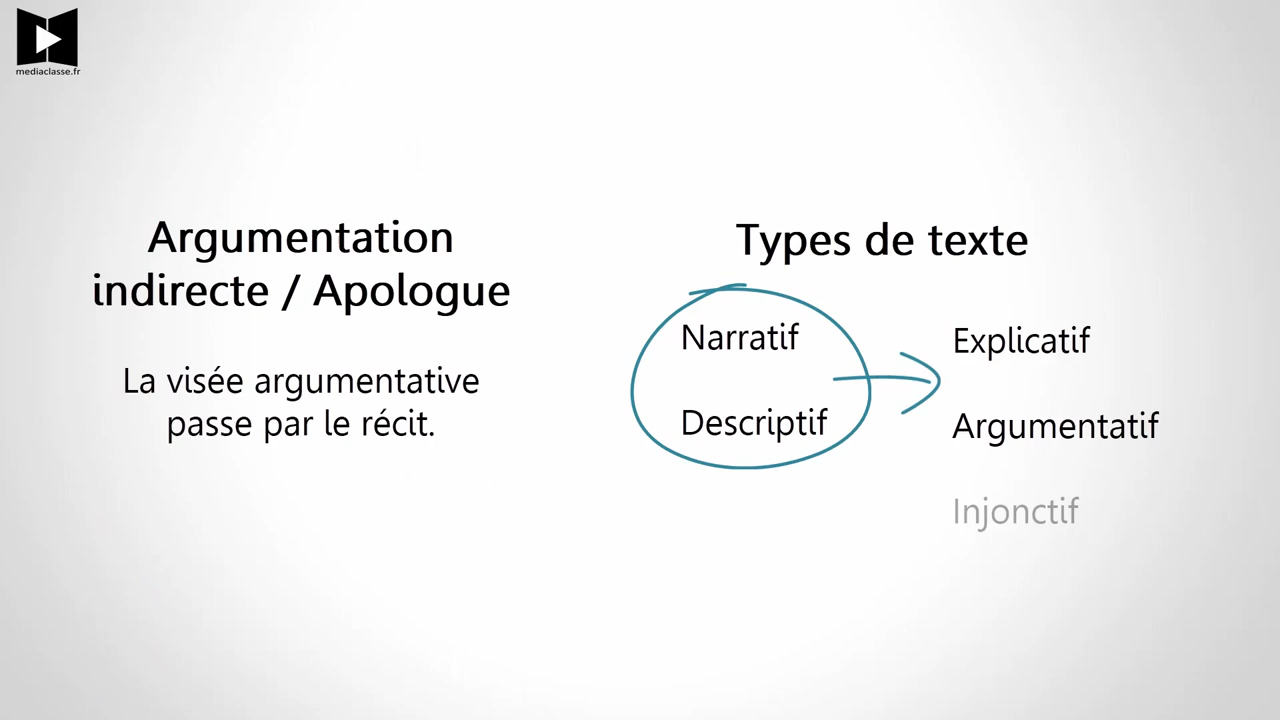 mediaclasse.fr
Argumentation
indirecte / Apologue
La visée argumentative
passe par le récit.
Types de texte
Narratif
Descriptif
Explicatif
Argumentatif
Injonctif